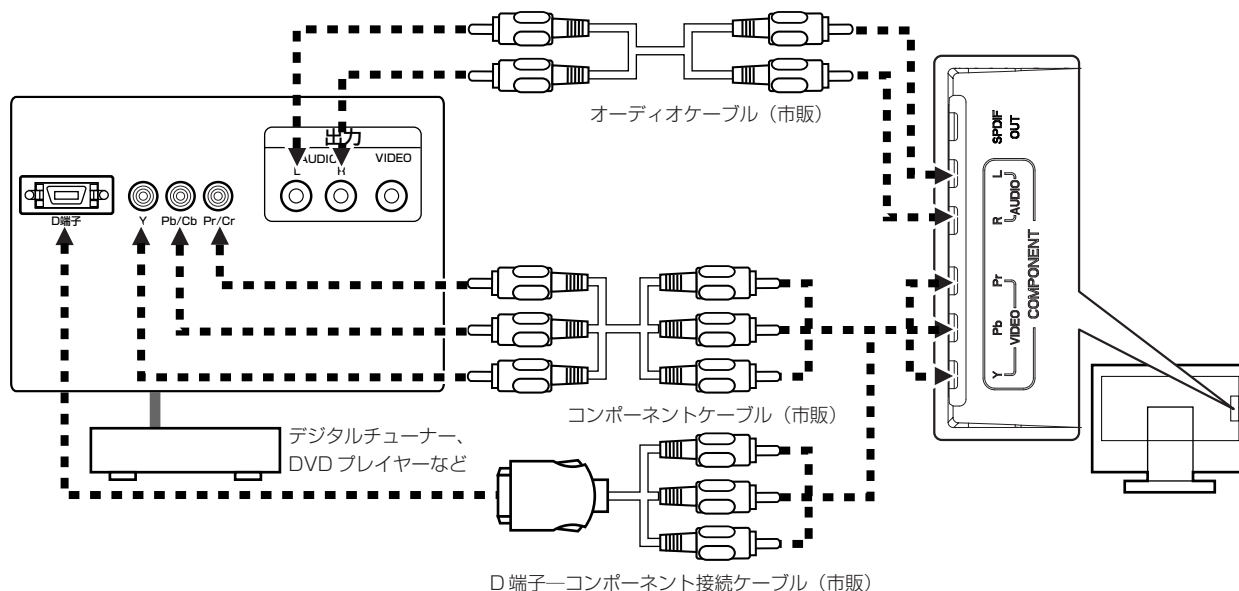 オーディオケーブル（市販）
出力
AUDIO
VIDEO
L
R
D端子
Y
Pb/Cb
Pr/Cr
SPDIF
OUT
L
R
AUDIO
Pr
Pb
Y
VIDEO
COMPONENT
コンポーネントケーブル（市販）
デジタルチューナー、
DVD プレイヤーなど
D 端子―コンポーネント接続ケーブル（市販）